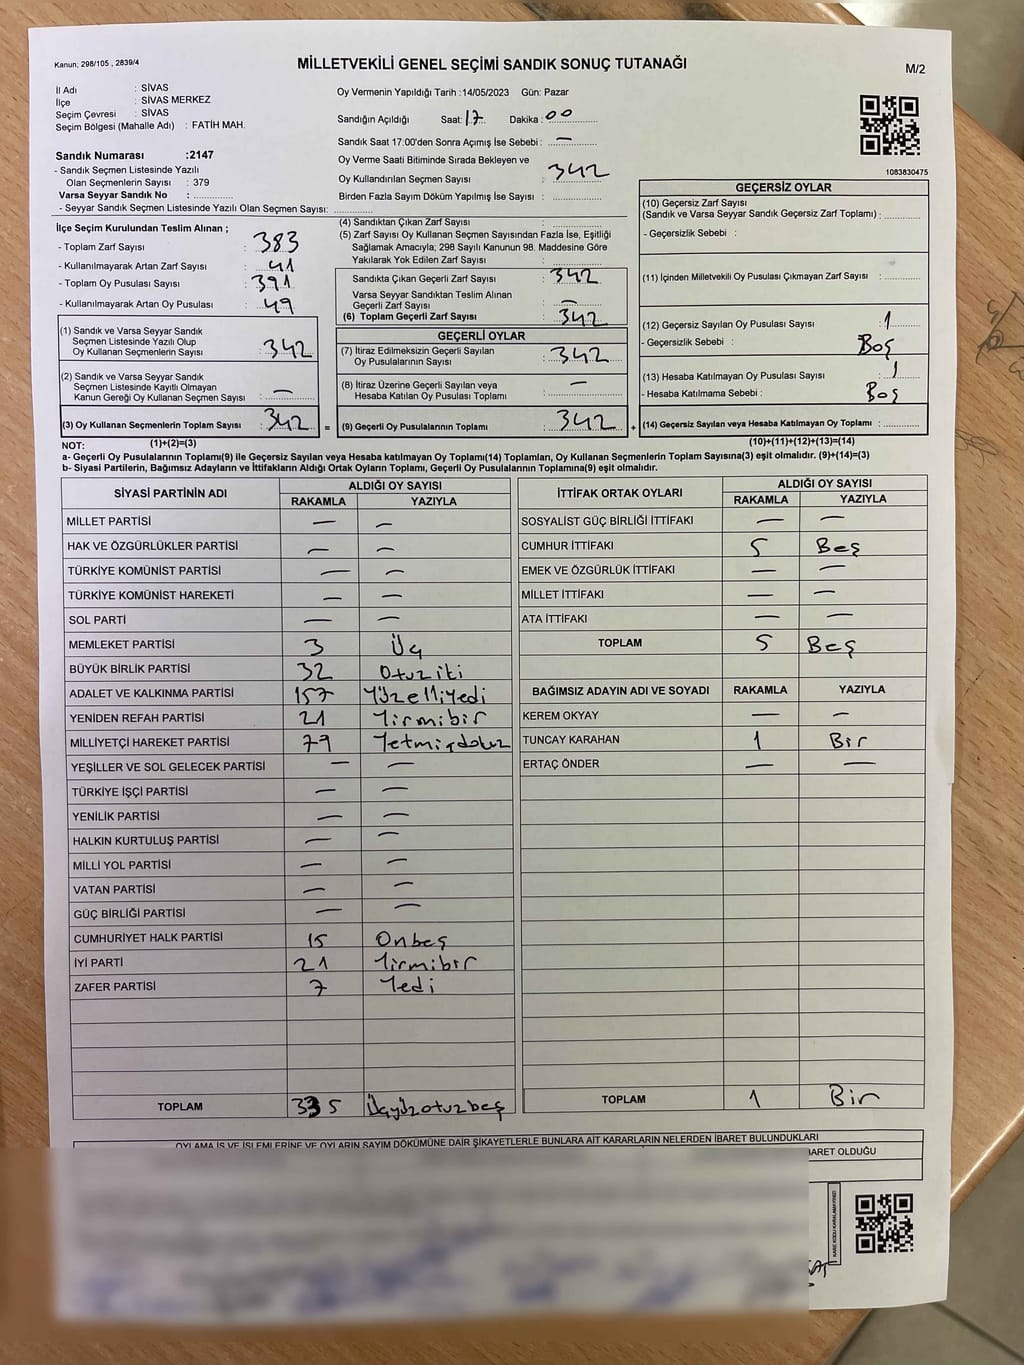 Kanun; 298/105 , 2839/4
MİLLETVEKİLİ GENEL SEÇİMİ SANDIK SONUÇ TUTANAĞI
M/2
İl Adı : SİVAS
İlçe : SİVAS MERKEZ
Seçim Çevresi : SİVAS
Seçim Bölgesi (Mahalle Adı) : FATİH MAH.
Sandık Numarası :2147
- Sandık Seçmen Listesinde Yazılı
Olan Seçmenlerin Sayısı : 379
Varsa Seyyar Sandık No :
- Seyyar Sandık Seçmen Listesinde Yazılı Olan Seçmen Sayısı:
Oy Vermenin Yapıldığı Tarih :14/05/2023 Gün: Pazar
Sandığın Açıldığı Saat: 17 Dakika : 00
Sandık Saat 17:00'den Sonra Açımış İse Sebebi : —
Oy Verme Saati Bitiminde Sırada Bekleyen ve
Oy Kullandırılan Seçmen Sayısı : 342
Birden Fazla Sayım Döküm Yapılmış İse Sayısı :
1083830475
İlçe Seçim Kurulundan Teslim Alınan ;
- Toplam Zarf Sayısı : 383
- Kullanılmayarak Artan Zarf Sayısı : 41
- Toplam Oy Pusulası Sayısı : 391
- Kullanılmayarak Artan Oy Pusulası : 49
(1) Sandık ve Varsa Seyyar Sandık
Seçmen Listesinde Yazılı Olup
Oy Kullanan Seçmenlerin Sayısı : 342
(2) Sandık ve Varsa Seyyar Sandık
Seçmen Listesinde Kayıtlı Olmayan
Kanun Gereği Oy Kullanan Seçmen Sayısı : —
(3) Oy Kullanan Seçmenlerin Toplam Sayısı : 342 =
(4) Sandıktan Çıkan Zarf Sayısı :
(5) Zarf Sayısı Oy Kullanan Seçmen Sayısından Fazla İse, Eşitliği
Sağlamak Amacıyla; 298 Sayılı Kanunun 98. Maddesine Göre
Yakılarak Yok Edilen Zarf Sayısı :
Sandıkta Çıkan Geçerli Zarf Sayısı : 342
Varsa Seyyar Sandıktan Teslim Alınan
Geçerli Zarf Sayısı : —
(6) Toplam Geçerli Zarf Sayısı : 342
GEÇERLİ OYLAR
(7) İtiraz Edilmeksizin Geçerli Sayılan
Oy Pusulalarının Sayısı : 342
(8) İtiraz Üzerine Geçerli Sayılan veya
Hesaba Katılan Oy Pusulası Toplamı : —
(9) Geçerli Oy Pusulalarının Toplamı : 342 +
GEÇERSİZ OYLAR
(10) Geçersiz Zarf Sayısı
(Sandık ve Varsa Seyyar Sandık Geçersiz Zarf Toplamı) :
- Geçersizlik Sebebi :
(11) İçinden Milletvekili Oy Pusulası Çıkmayan Zarf Sayısı :
(12) Geçersiz Sayılan Oy Pusulası Sayısı : 1
- Geçersizlik Sebebi : Boş
(13) Hesaba Katılmayan Oy Pusulası Sayısı : 1
- Hesaba Katılmama Sebebi : Boş
(14) Geçersiz Sayılan veya Hesaba Katılmayan Oy Toplamı :
NOT: (1)+(2)=(3) (10)+(11)+(12)+(13)=(14)
a- Geçerli Oy Pusulalarının Toplamı(9) ile Geçersiz Sayılan veya Hesaba katılmayan Oy Toplamı(14) Toplamları, Oy Kullanan Seçmenlerin Toplam Sayısına(3) eşit olmalıdır. (9)+(14)=(3)
b- Siyasi Partilerin, Bağımsız Adayların ve İttifakların Aldığı Ortak Oyların Toplamı, Geçerli Oy Pusulalarının Toplamına(9) eşit olmalıdır.
SİYASİ PARTİNİN ADI ALDIĞI OY SAYISI
RAKAMLA YAZIYLA
MİLLET PARTİSİ — —
HAK VE ÖZGÜRLÜKLER PARTİSİ — —
TÜRKİYE KOMÜNİST PARTİSİ — —
TÜRKİYE KOMÜNİST HAREKETİ — —
SOL PARTİ — —
MEMLEKET PARTİSİ 3 Üç
BÜYÜK BİRLİK PARTİSİ 32 Otuziki
ADALET VE KALKINMA PARTİSİ 157 Yüzelliyedi
YENİDEN REFAH PARTİSİ 21 Yirmibir
MİLLİYETÇİ HAREKET PARTİSİ 79 Yetmişdokuz
YEŞİLLER VE SOL GELECEK PARTİSİ — —
TÜRKİYE İŞÇİ PARTİSİ — —
YENİLİK PARTİSİ — —
HALKIN KURTULUŞ PARTİSİ — —
MİLLİ YOL PARTİSİ — —
VATAN PARTİSİ — —
GÜÇ BİRLİĞİ PARTİSİ — —
CUMHURİYET HALK PARTİSİ 15 Onbeş
İYİ PARTİ 21 Yirmibir
ZAFER PARTİSİ 7 Yedi
TOPLAM 335 Üçyüzotuzbeş
İTTİFAK ORTAK OYLARI ALDIĞI OY SAYISI
RAKAMLA YAZIYLA
SOSYALİST GÜÇ BİRLİĞİ İTTİFAKI — —
CUMHUR İTTİFAKI 5 Beş
EMEK VE ÖZGÜRLÜK İTTİFAKI — —
MİLLET İTTİFAKI — —
ATA İTTİFAKI — —
TOPLAM 5 Beş
BAĞIMSIZ ADAYIN ADI VE SOYADI RAKAMLA YAZIYLA
KEREM OKYAY — —
TUNCAY KARAHAN 1 Bir
ERTAÇ ÖNDER — —
TOPLAM 1 Bir
OYLAMA İŞ VE İŞLEMLERİNE VE OYLARIN SAYIM DÖKÜMÜNE DAİR ŞİKAYETLERLE BUNLARA AİT KARARLARIN NELERDEN İBARET BULUNDUKLARI
İBARET OLDUĞU